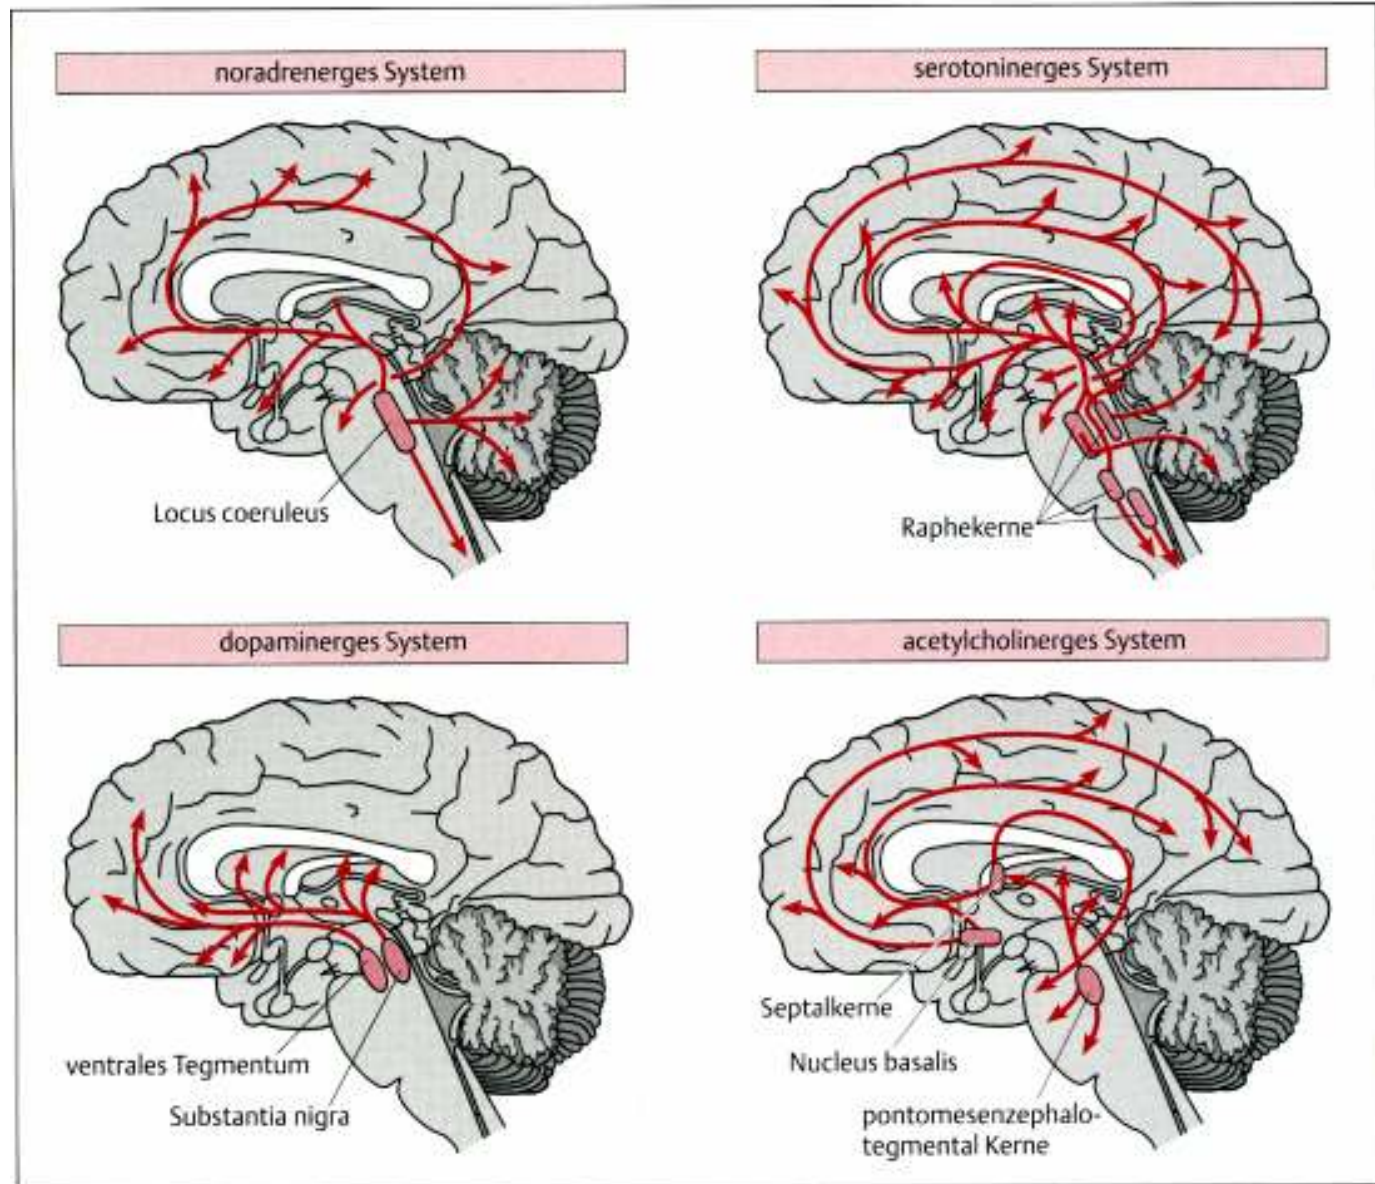 noradrenerges System
serotoninerges System
Locus coeruleus
Raphekerne
dopaminerges System
acetylcholinerges System
ventrales Tegmentum
Substantia nigra
Septalkerne
Nucleus basalis
pontomesenzephalo-
tegmental Kerne